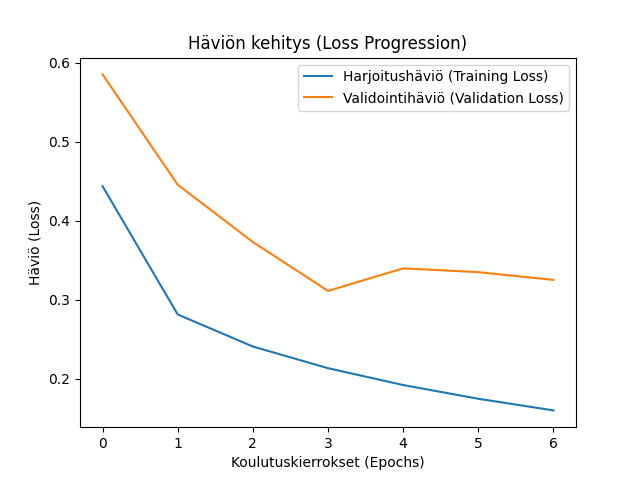 Häviön kehitys (Loss Progression)
Harjoitushäviö (Training Loss)
Validointihäviö (Validation Loss)
Häviö (Loss)
0.6
0.5
0.4
0.3
0.2
0 1 2 3 4 5 6
Koulutuskierrokset (Epochs)